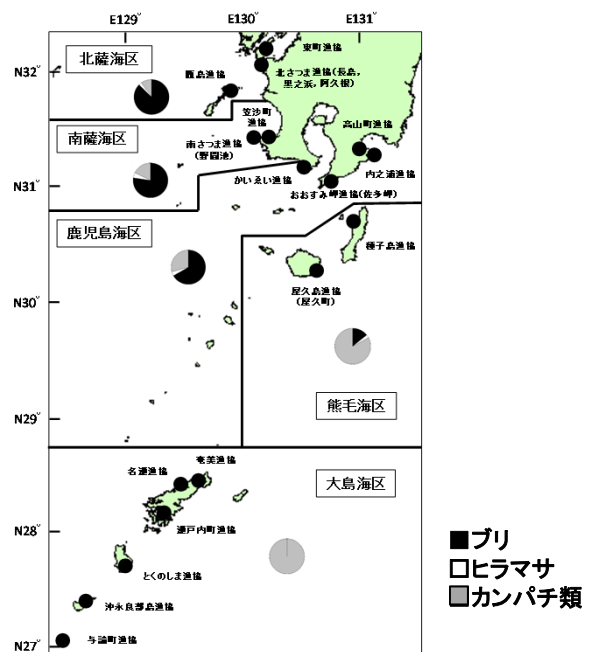 E129° E130° E131°
N32°
N31°
N30°
N29°
N28°
N27°
北薩海区
東町漁協
甑島漁協
北さつま漁協(長島,
黒之浜,阿久根)
笠沙町
漁協
高山町漁協
南薩海区
南さつま漁協
(野間池)
内之浦漁協
かいゑい漁協
おおすみ岬漁協(佐多岬)
鹿児島海区
種子島漁協
屋久島漁協
(屋久町)
熊毛海区
奄美漁協
名瀬漁協
大島海区
瀬戸内町漁協
とくのしま漁協
沖永良部島漁協
与論町漁協
ブリ
ヒラマサ
カンパチ類